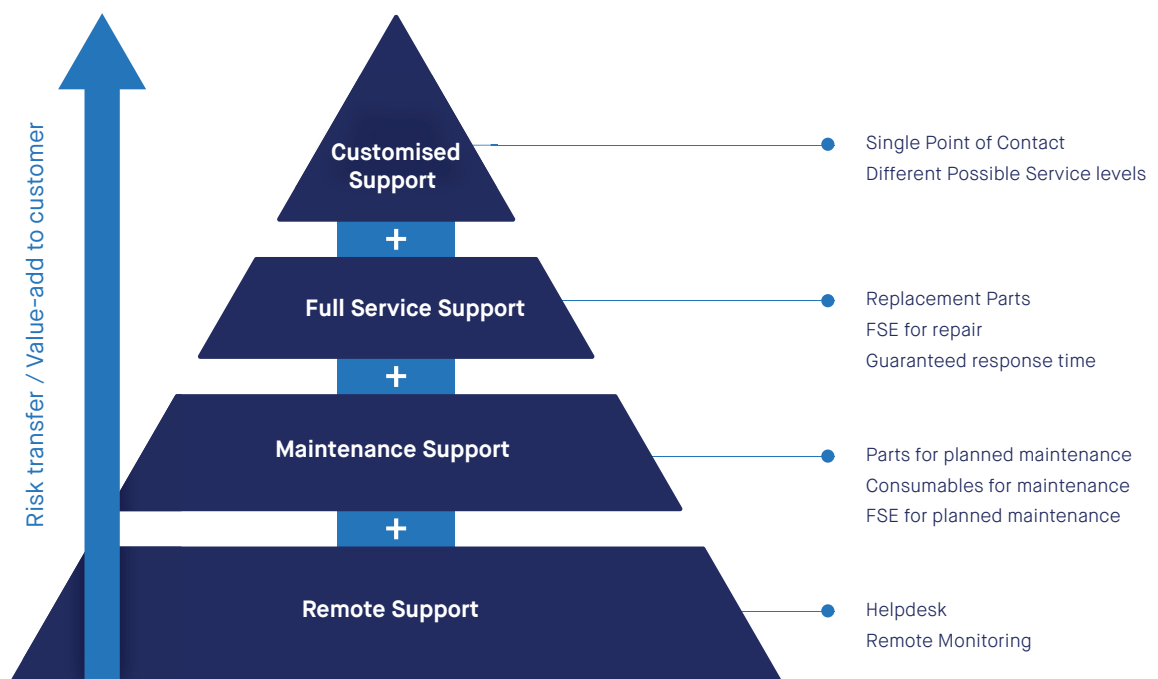 Risk transfer / Value-add to customer
Customised
Support
Single Point of Contact
Different Possible Service levels
+
Full Service Support
Replacement Parts
FSE for repair
Guaranteed response time
+
Maintenance Support
Parts for planned maintenance
Consumables for maintenance
FSE for planned maintenance
+
Remote Support
Helpdesk
Remote Monitoring